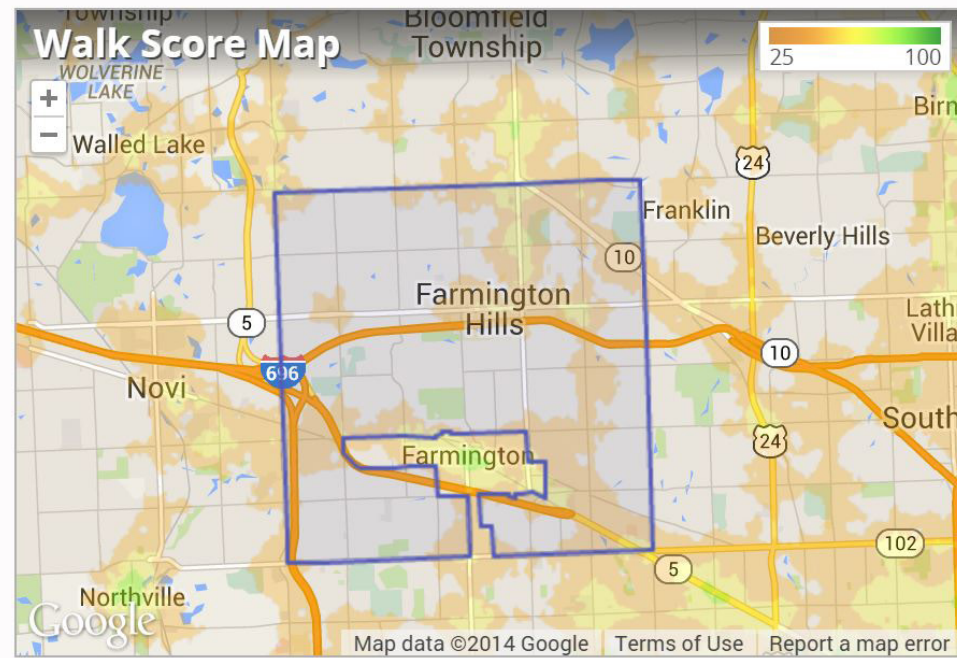 Township
Bloomfield
Township
Walk Score Map
25
100
WOLVERINE
LAKE
+
−
Walled Lake
Birm
24
Franklin
Beverly Hills
10
Farmington
Hills
5
Lath
Villa
696
10
Novi
South
24
Farmington
102
5
Northville
Google
Map data ©2014 Google
Terms of Use
Report a map error